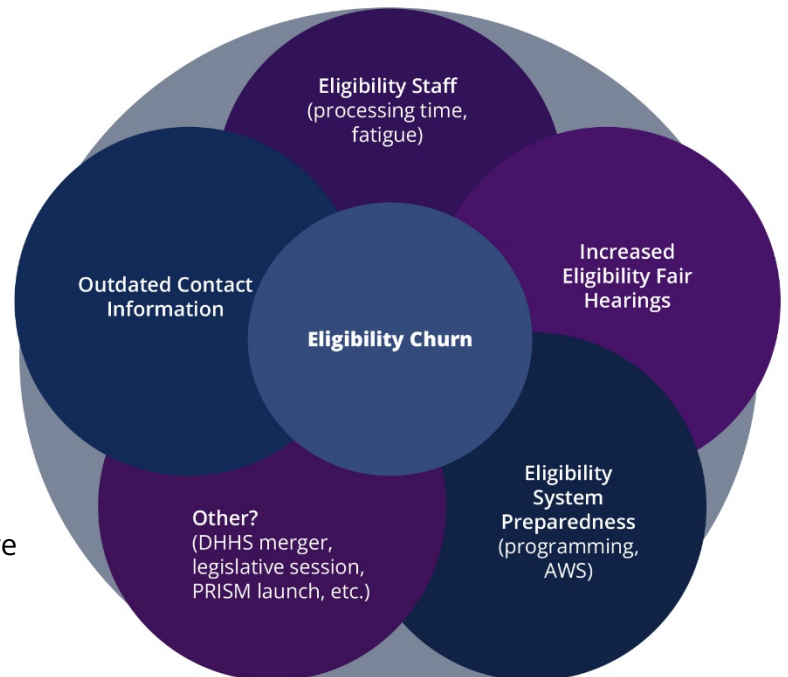 Eligibility Staff
(processing time,
fatigue)
Increased
Eligibility Fair
Hearings
Outdated Contact
Information
Eligibility Churn
Eligibility
System
Preparedness
(programming,
AWS)
Other?
(DHHS merger,
legislative session,
PRISM launch, etc.)